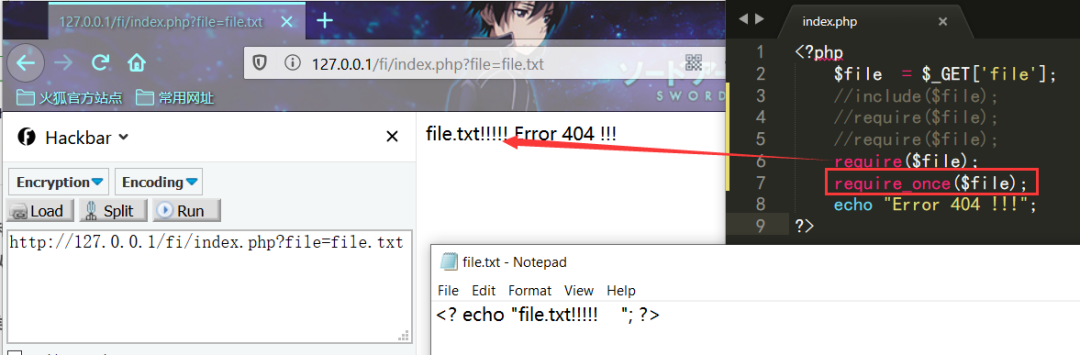 127.0.0.1/fi/index.php?file=file.txt
127.0.0.1/fi/index.php?file=file.txt
火狐官方站点 常用网址
ソードア
SWORD
Hackbar
Encryption Encoding
Load Split Run
http://127.0.0.1/fi/index.php?file=file.txt
file.txt!!!!! Error 404 !!!
index.php
1 <?php
2 $file = $_GET['file'];
3 //include($file);
4 //require($file);
5 //require($file);
6 require($file);
7 require_once($file);
8 echo "Error 404 !!!";
9 ?>
file.txt - Notepad
File Edit Format View Help
<? echo "file.txt!!!!! "; ?>